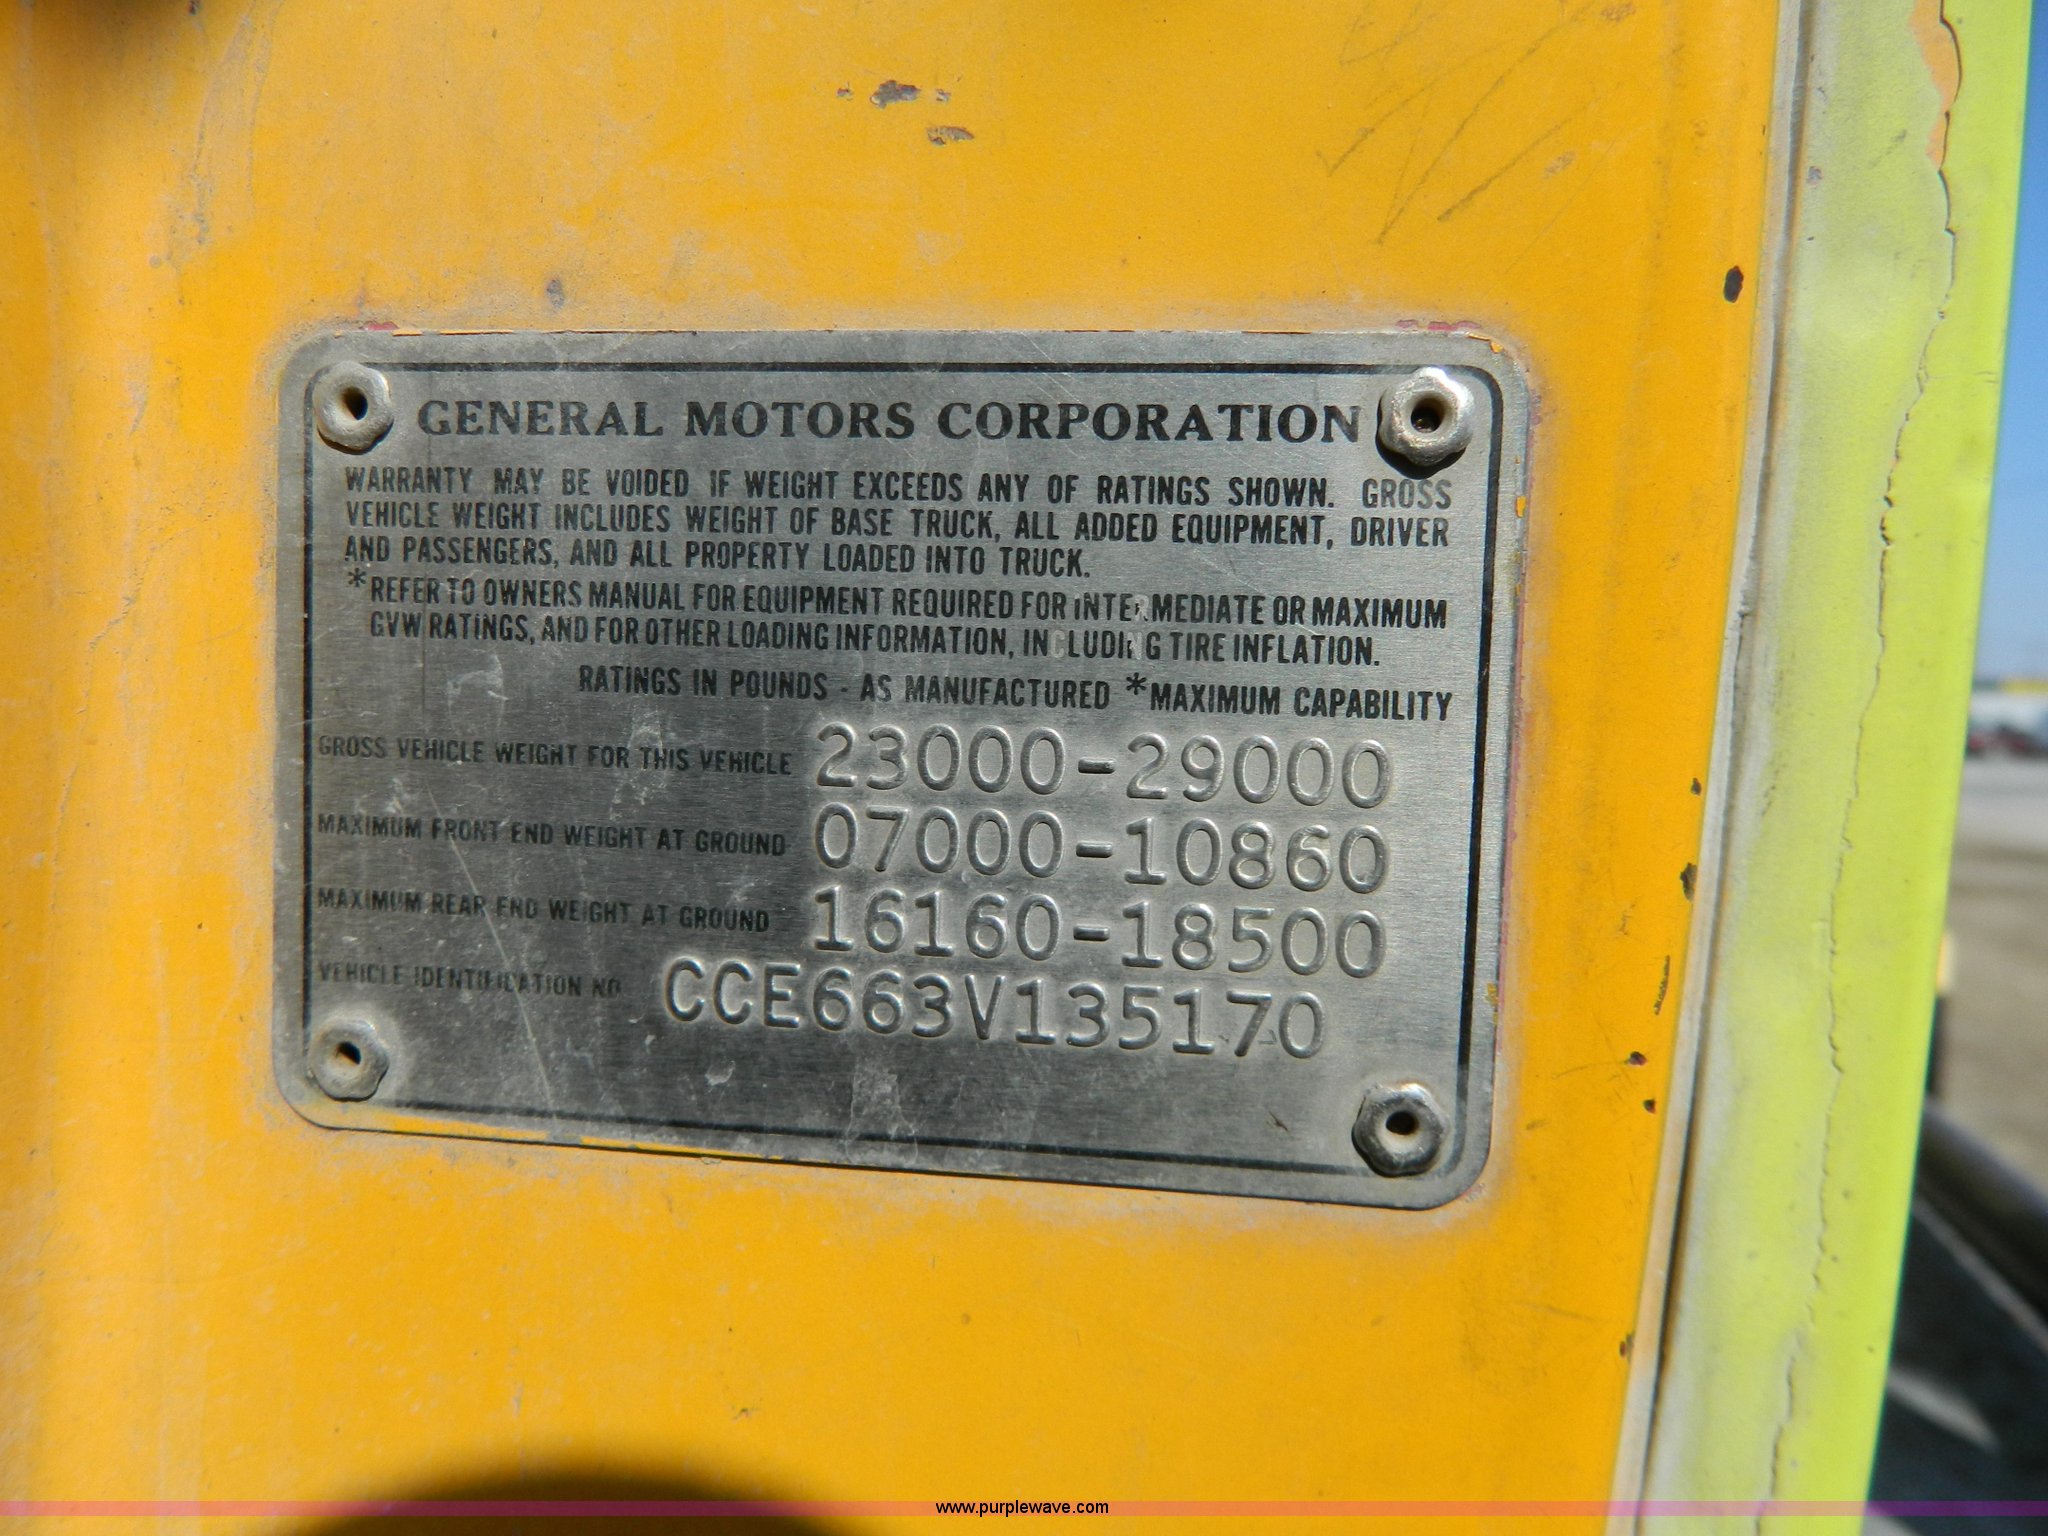 GENERAL MOTORS CORPORATION
WARRANTY MAY BE VOIDED IF WEIGHT EXCEEDS ANY OF RATINGS SHOWN. GROSS
VEHICLE WEIGHT INCLUDES WEIGHT OF BASE TRUCK, ALL ADDED EQUIPMENT, DRIVER
AND PASSENGERS, AND ALL PROPERTY LOADED INTO TRUCK.
*REFER TO OWNERS MANUAL FOR EQUIPMENT REQUIRED FOR INTERMEDIATE OR MAXIMUM
GVW RATINGS, AND FOR OTHER LOADING INFORMATION, INCLUDING TIRE INFLATION.
RATINGS IN POUNDS - AS MANUFACTURED *MAXIMUM CAPABILITY
GROSS VEHICLE WEIGHT FOR THIS VEHICLE 23000-29000
MAXIMUM FRONT END WEIGHT AT GROUND 07000-10860
MAXIMUM REAR END WEIGHT AT GROUND 16160-18500
VEHICLE IDENTIFICATION NO. CCE663V135170
www.purplewave.com